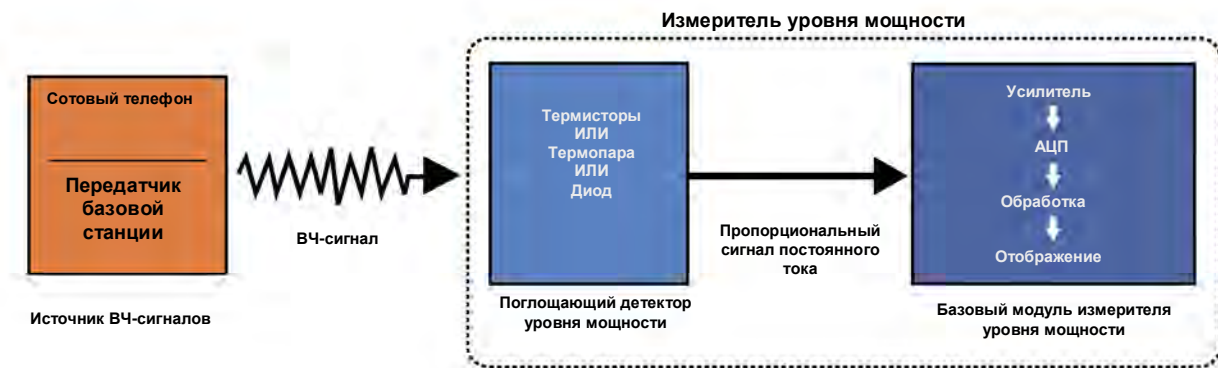 Измеритель уровня мощности
Сотовый телефон
Передатчик
базовой
станции
Источник ВЧ-сигналов
ВЧ-сигнал
Термисторы
ИЛИ
Термопара
ИЛИ
Диод
Поглощающий детектор
уровня мощности
Пропорциональный
сигнал постоянного
тока
Усилитель
АЦП
Обработка
Отображение
Базовый модуль измерителя
уровня мощности